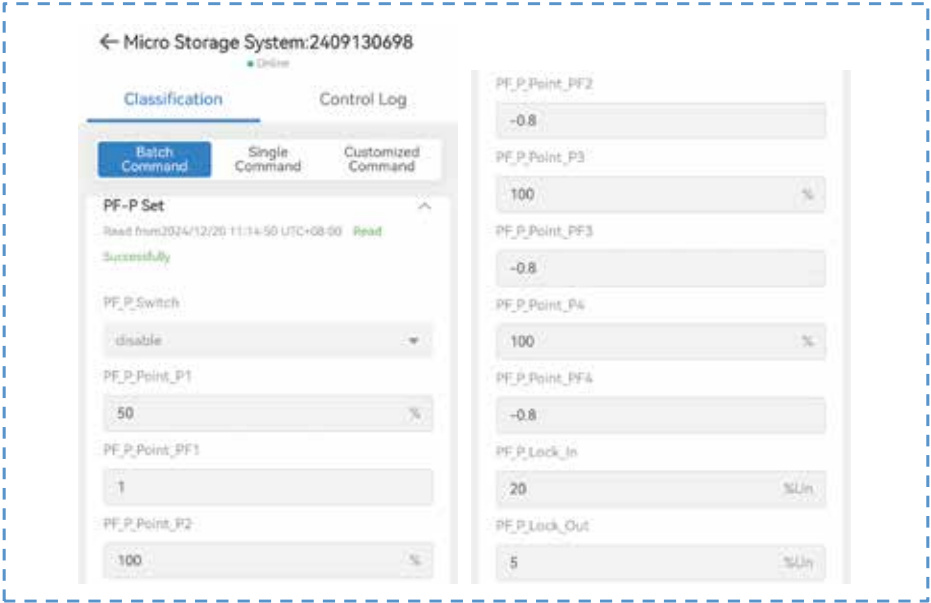 ← Micro Storage System:2409130698
Online
Classification
Control Log
Batch Command
Single Command
Customized Command
PF-P Set
Read from2024/12/20 11:14:50 UTC+08:00 Read
Successfully
PF_P_Switch
disable
PF_P_Point_P1
50 %
PF_P_Point_PF1
1
PF_P_Point_P2
100 %
PF_P_Point_PF2
-0.8
PF_P_Point_P3
100 %
PF_P_Point_PF3
-0.8
PF_P_Point_P4
100 %
PF_P_Point_PF4
-0.8
PF_P_Lock_In
20 %Un
PF_P_Lock_Out
5 %Un